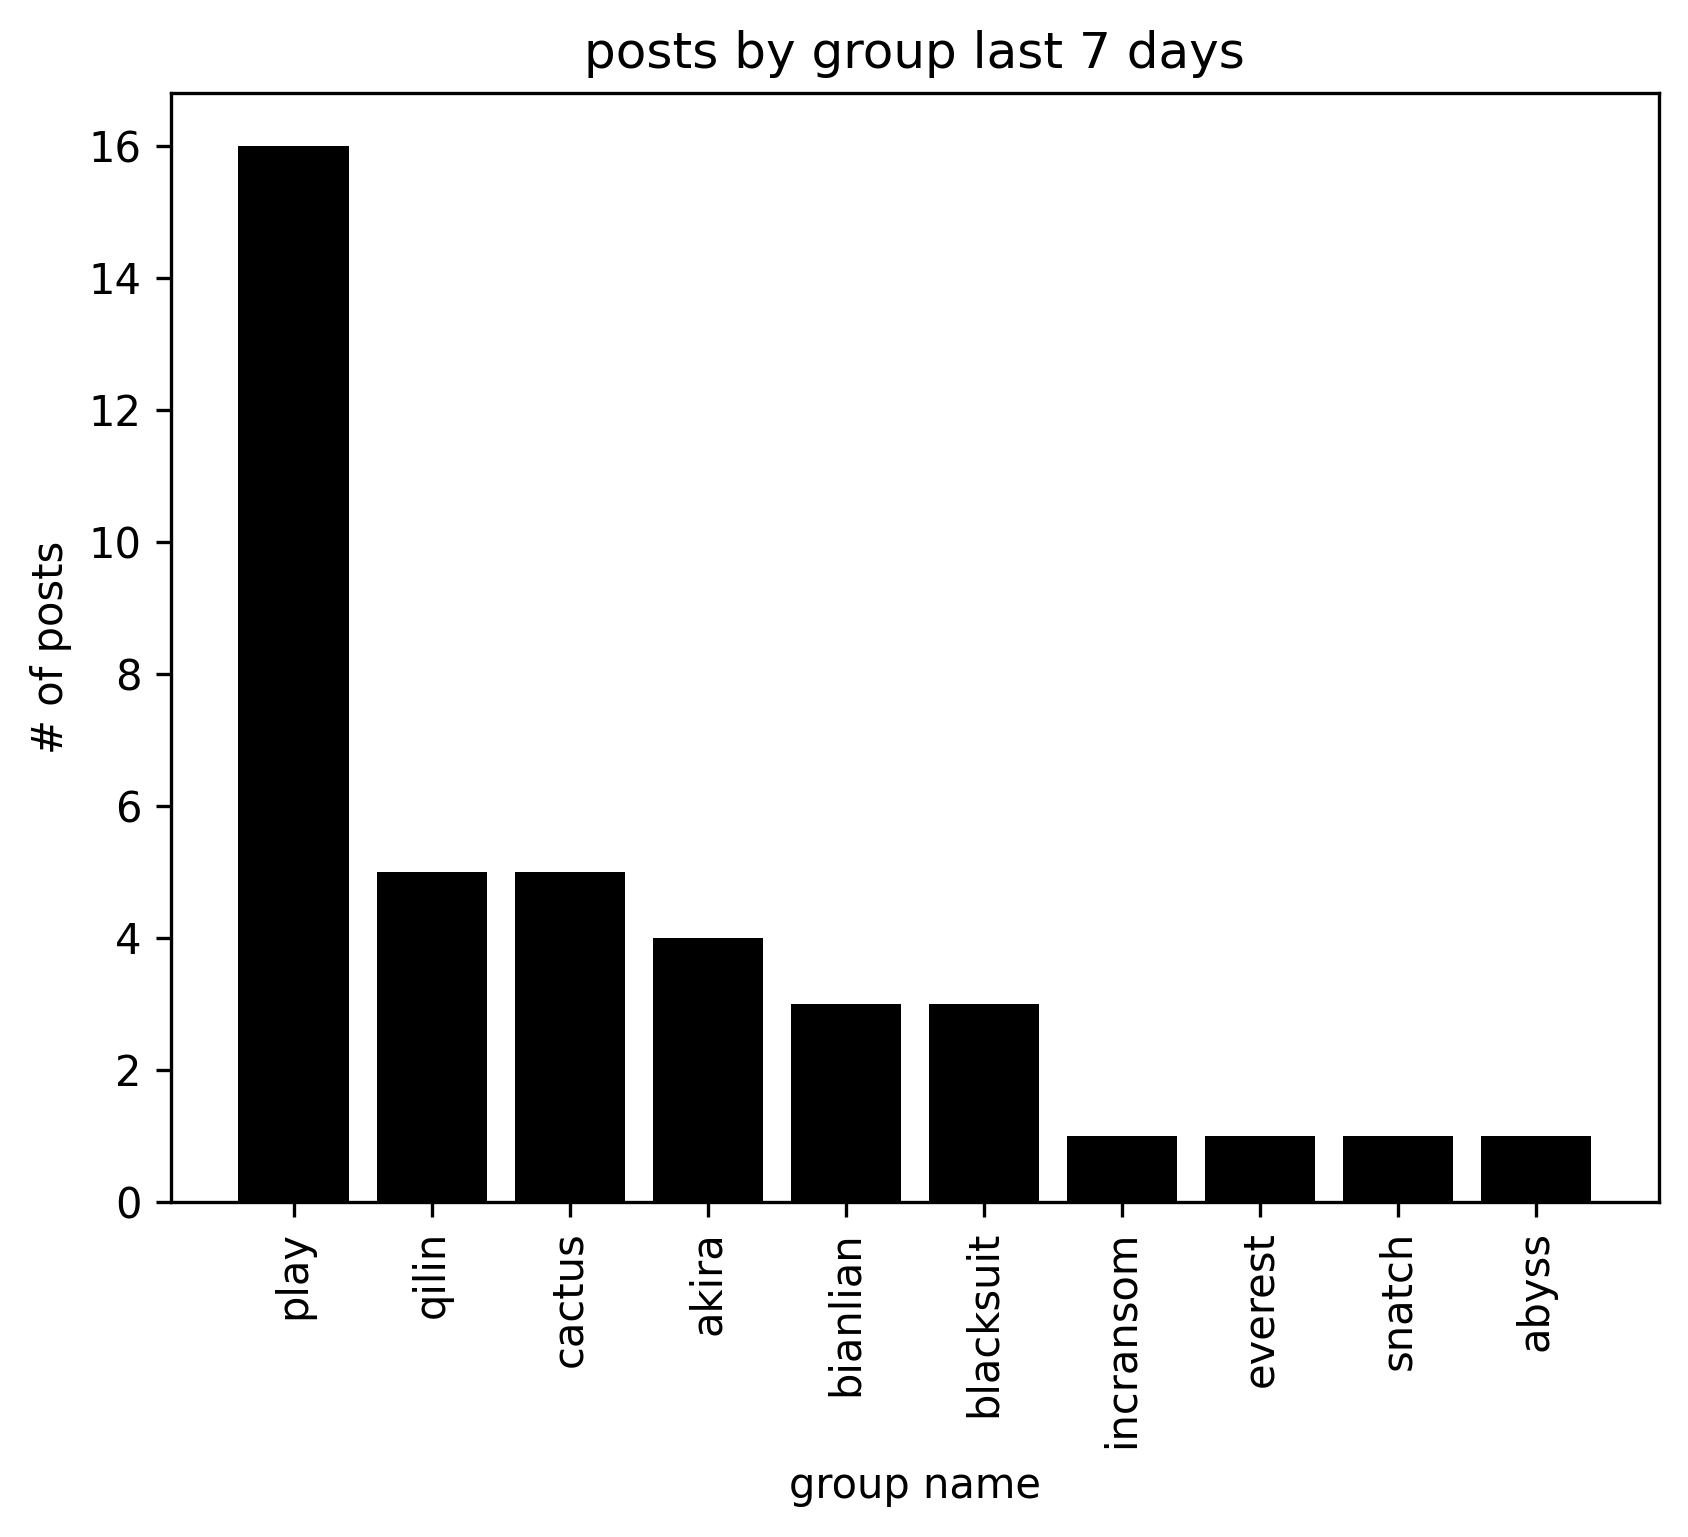 posts by group last 7 days
# of posts
16
14
12
10
8
6
4
2
0
play
qilin
cactus
akira
bianlian
blacksuit
incransom
everest
snatch
abyss
group name